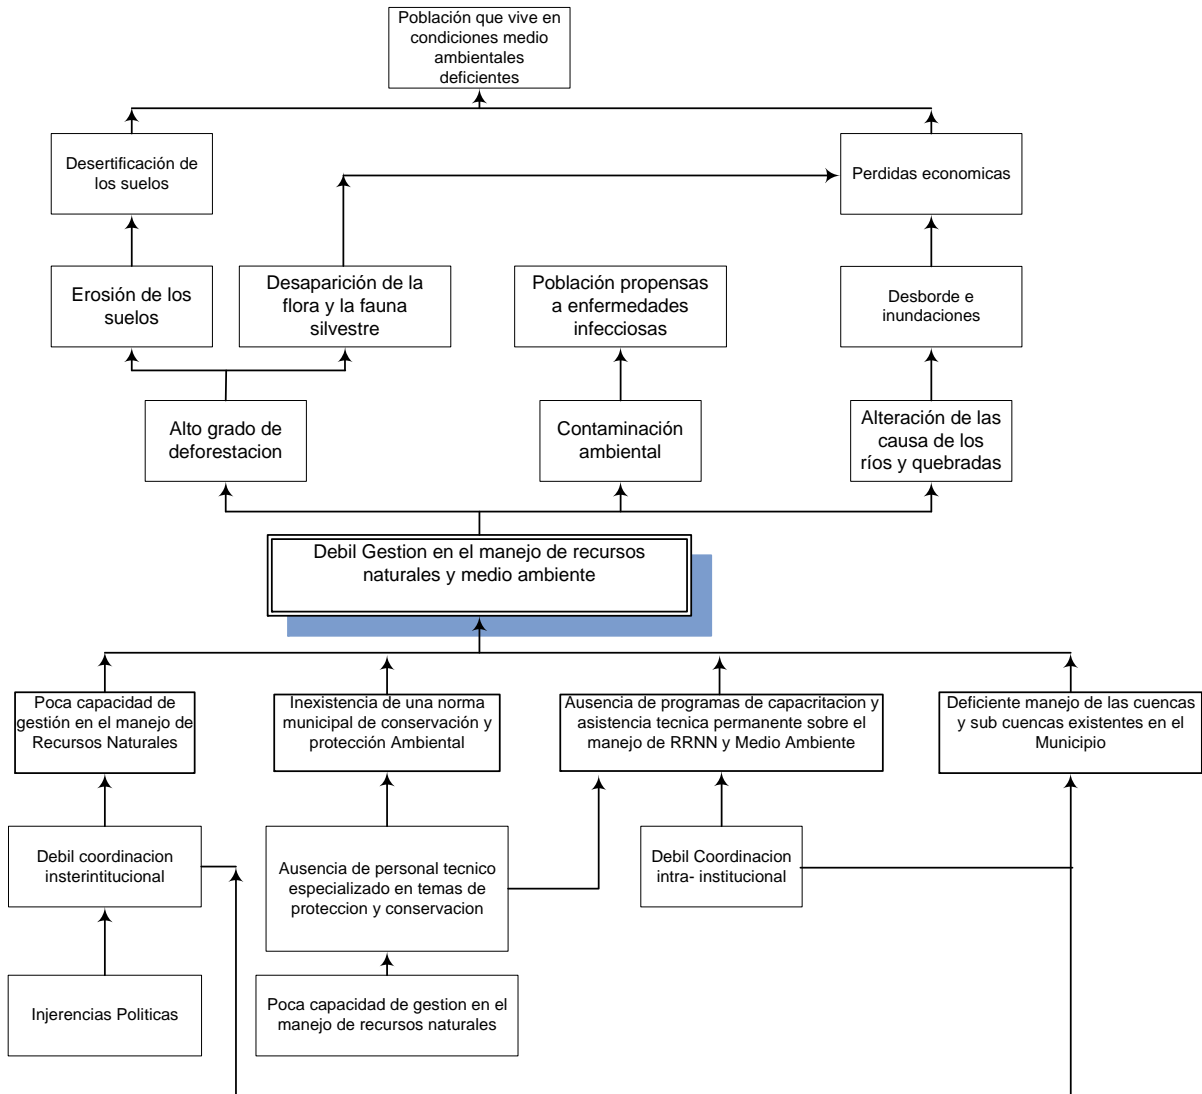 Población que vive en
condiciones medio
ambientales
deficientes
Desertificación de
los suelos
Perdidas economicas
Erosión de los
suelos
Desaparición de la
flora y la fauna
silvestre
Población propensas
a enfermedades
infecciosas
Desborde e
inundaciones
Alto grado de
deforestacion
Contaminación
ambiental
Alteración de las
causa de los
ríos y quebradas
Debil Gestion en el manejo de recursos
naturales y medio ambiente
Poca capacidad de
gestión en el manejo de
Recursos Naturales
Inexistencia de una norma
municipal de conservación y
protección Ambiental
Ausencia de programas de capacritacion y
asistencia tecnica permanente sobre el
manejo de RRNN y Medio Ambiente
Deficiente manejo de las cuencas
y sub cuencas existentes en el
Municipio
Debil coordinacion
insterintitucional
Ausencia de personal tecnico
especializado en temas de
proteccion y conservacion
Debil Coordinacion
intra- institucional
Injerencias Politicas
Poca capacidad de gestion en el
manejo de recursos naturales